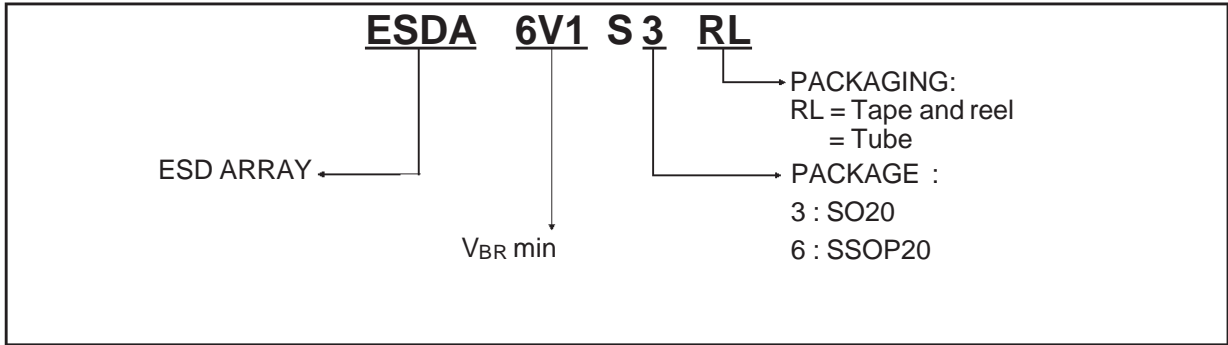 ESDA 6V1 S 3 RL
PACKAGING:
RL = Tape and reel
= Tube
ESD ARRAY
PACKAGE :
3 : SO20
VBR min
6 : SSOP20